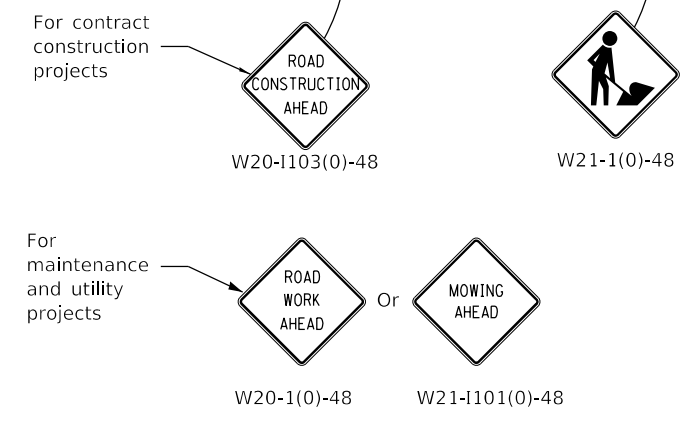 For contract
construction
projects
ROAD
CONSTRUCTION
AHEAD
W20-I103(0)-48
W21-1(0)-48
For
maintenance
and utility
projects
ROAD
WORK
AHEAD
Or
MOWING
AHEAD
W20-1(0)-48
W21-I101(0)-48